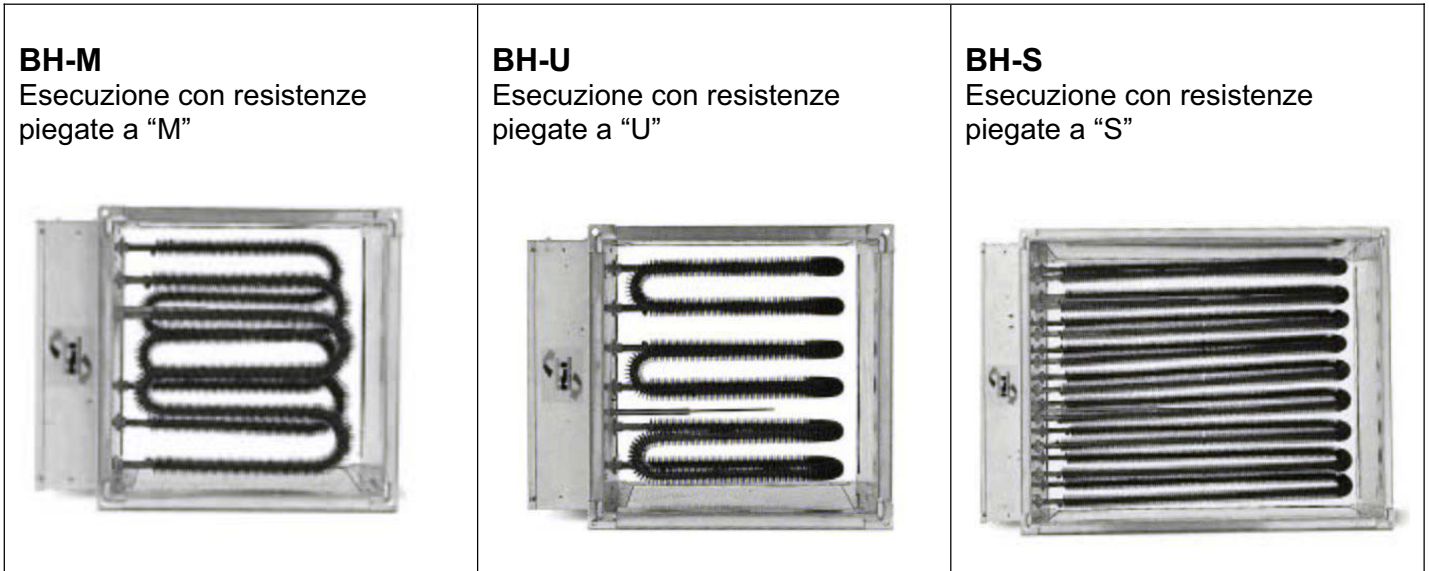 BH-M
Esecuzione con resistenze
piegate a “M”
BH-U
Esecuzione con resistenze
piegate a “U”
BH-S
Esecuzione con resistenze
piegate a “S”